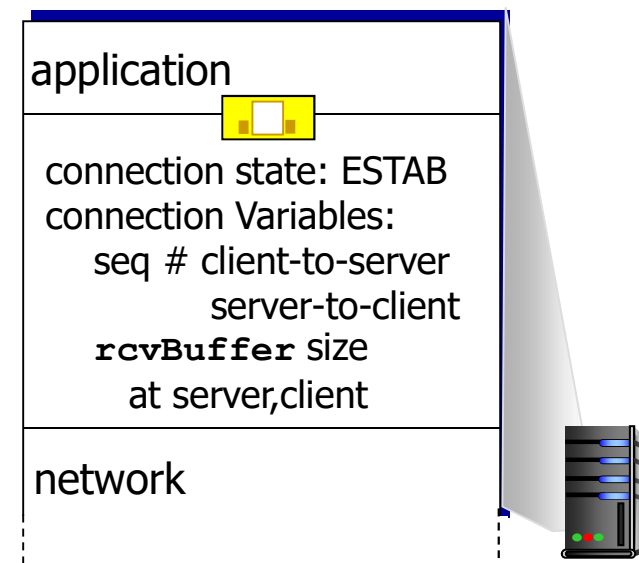 application
connection state: ESTAB
connection Variables:
seq # client-to-server
server-to-client
rcvBuffer size
at server,client
network